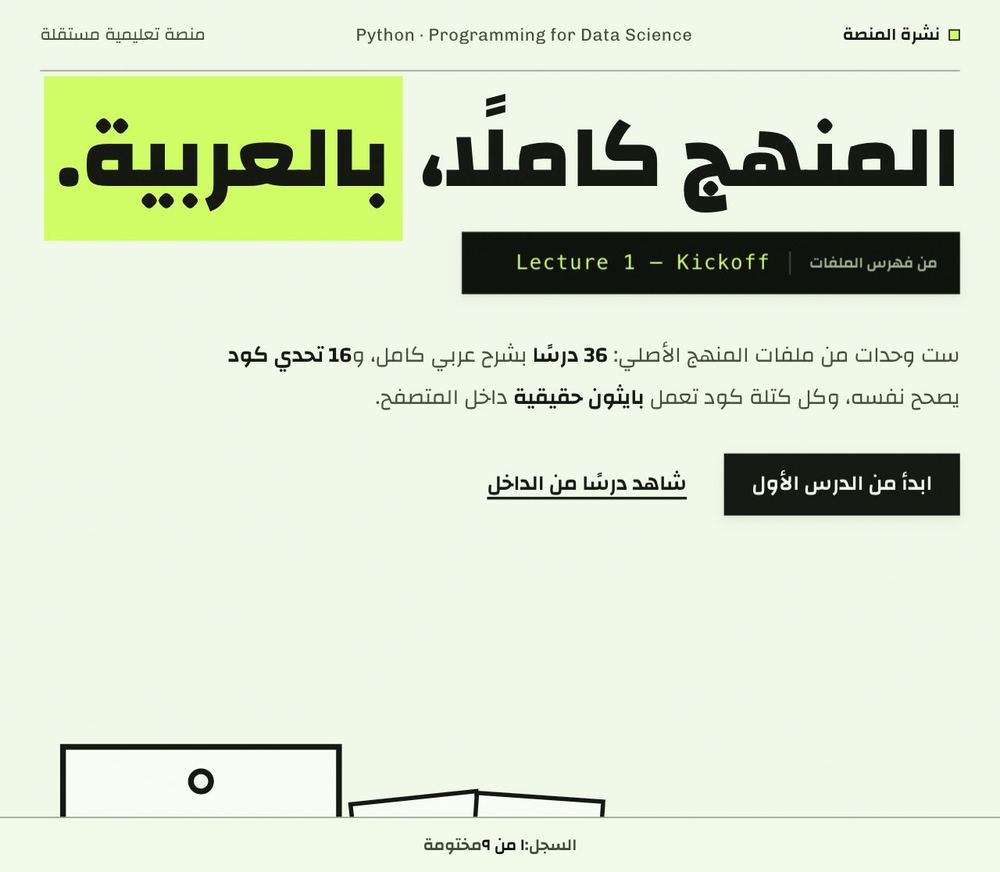 نشرة المنصة
Python · Programming for Data Science
منصة تعليمية مستقلة
المنهج كاملًا، بالعربية.
من فهرس الملفات
Lecture 1 — Kickoff
ست وحدات من ملفات المنهج الأصلي: 36 درسًا بشرح عربي كامل، و16 تحدي كود
يصحح نفسه، وكل كتلة كود تعمل بايثون حقيقية داخل المتصفح.
ابدأ من الدرس الأول
شاهد درسًا من الداخل
السجل:١ من ٩مختومة